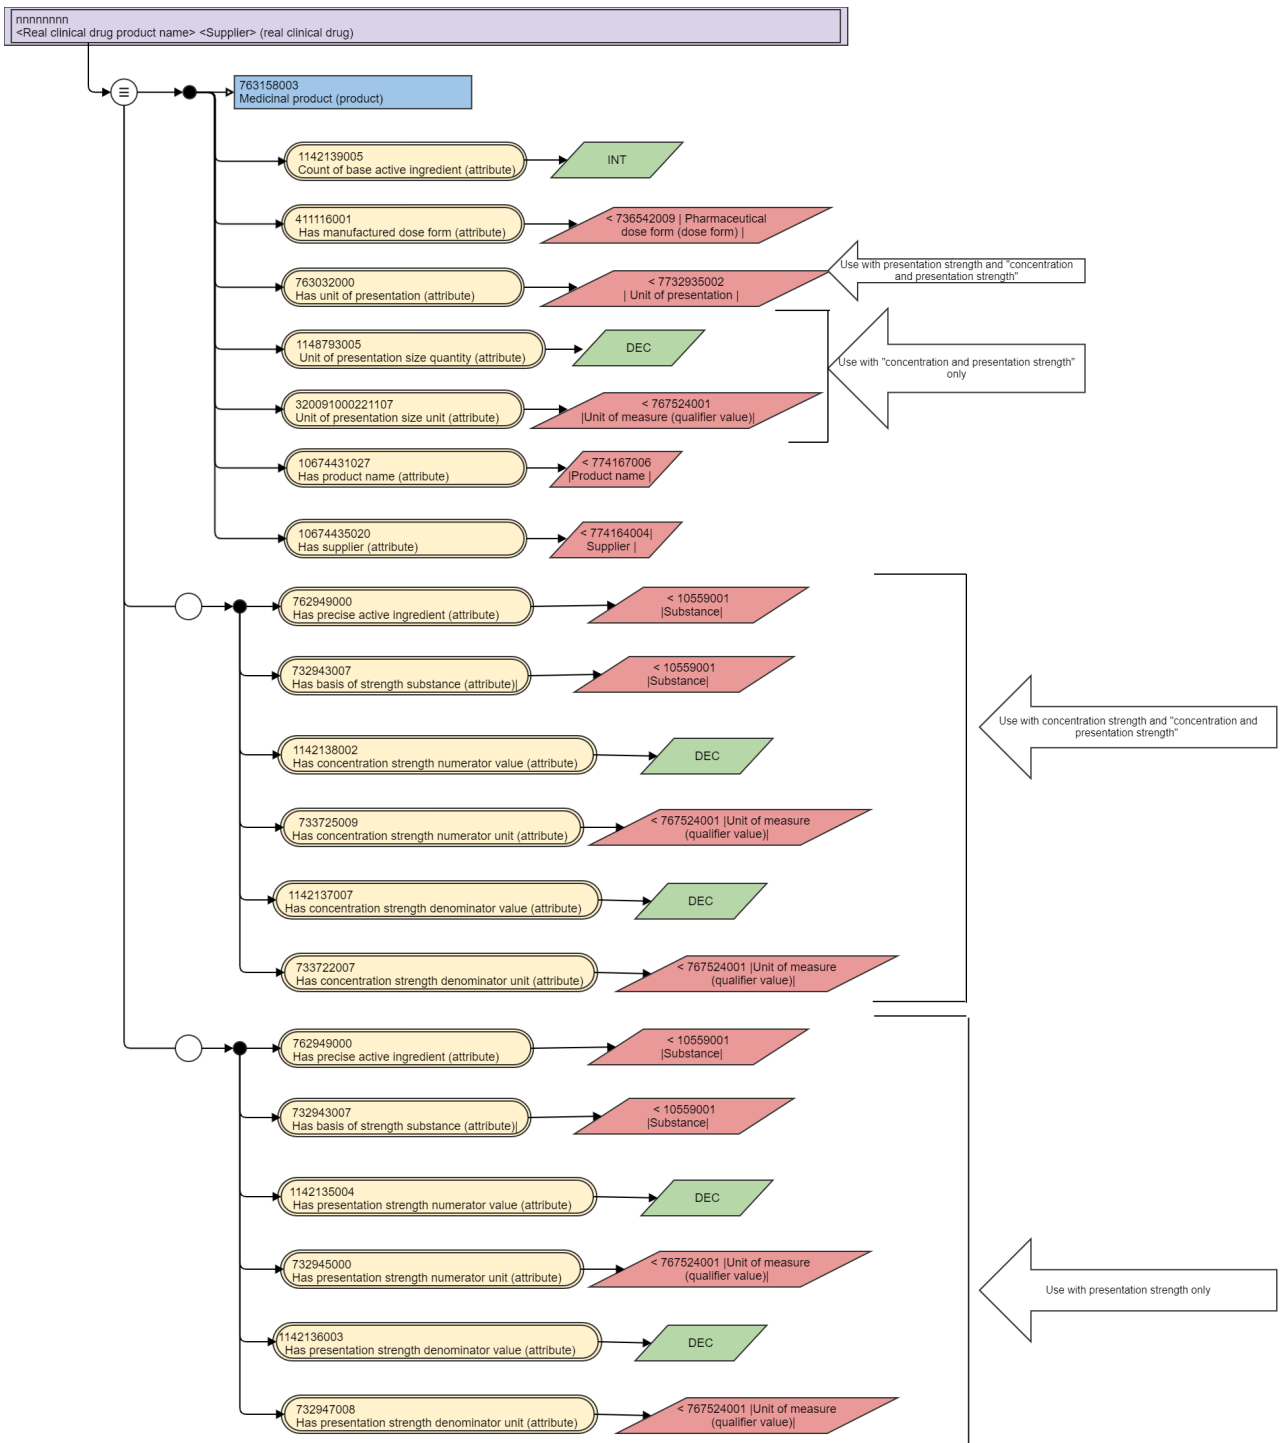 nnnnnnnn
<Real clinical drug product name> <Supplier> (real clinical drug)
763158003
Medicinal product (product)
1142139005
Count of base active ingredient (attribute)
INT
411116001
Has manufactured dose form (attribute)
< 736542009 | Pharmaceutical
dose form (dose form) |
763032000
Has unit of presentation (attribute)
< 7732935002
| Unit of presentation |
Use with presentation strength and "concentration
and presentation strength"
1148793005
Unit of presentation size quantity (attribute)
DEC
Use with "concentration and presentation strength"
only
320091000221107
Unit of presentation size unit (attribute)
< 767524001
|Unit of measure (qualifier value)|
10674431027
Has product name (attribute)
< 774167006
|Product name |
10674435020
Has supplier (attribute)
< 774164004|
Supplier |
762949000
Has precise active ingredient (attribute)
< 10559001
|Substance|
732943007
Has basis of strength substance (attribute)|
< 10559001
|Substance|
Use with concentration strength and "concentration and
presentation strength"
1142138002
Has concentration strength numerator value (attribute)
DEC
733725009
Has concentration strength numerator unit (attribute)
< 767524001 |Unit of measure
(qualifier value)|
1142137007
Has concentration strength denominator value (attribute)
DEC
733722007
Has concentration strength denominator unit (attribute)
< 767524001 |Unit of measure
(qualifier value)|
762949000
Has precise active ingredient (attribute)
< 10559001
|Substance|
732943007
Has basis of strength substance (attribute)|
< 10559001
|Substance|
1142135004
Has presentation strength numerator value (attribute)
DEC
732945000
Has presentation strength numerator unit (attribute)
< 767524001 |Unit of measure
(qualifier value)|
Use with presentation strength only
1142136003
Has presentation strength denominator value (attribute)
DEC
732947008
Has presentation strength denominator unit (attribute)
< 767524001 |Unit of measure
(qualifier value)|